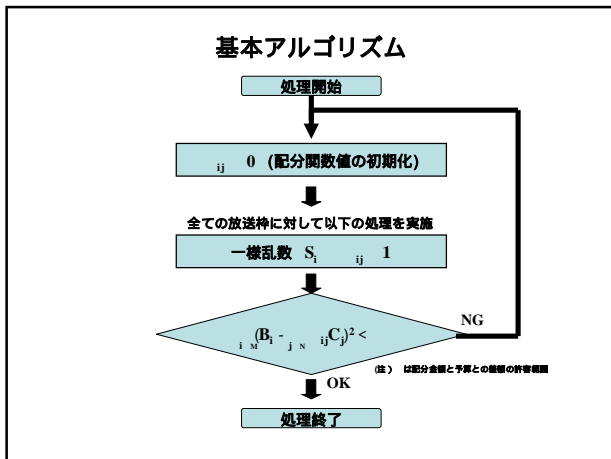 基本アルゴリズム
処理開始
ij 0 (配分関数値の初期化)
全ての放送枠に対して以下の処理を実施
一様乱数 Si ij 1
NG
i M(Bi - j N ijCj)2 <
(注) は配分金額と予算との差額の許容範囲
OK
処理終了